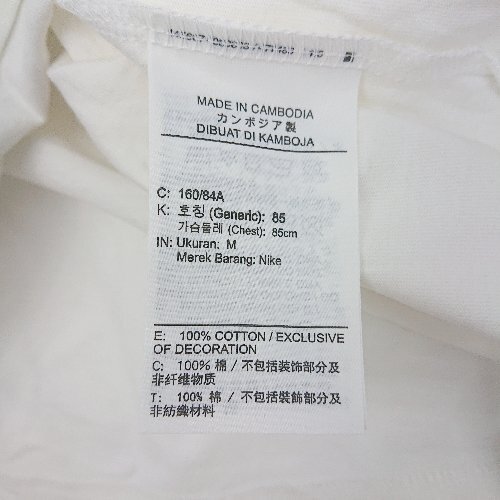 MADE IN CAMBODIA
カンボジア製
DIBUAT DI KAMBOJA
C: 160/84A
K: 호칭 (Generic): 85
가슴둘레 (Chest): 85cm
IN: Ukuran: M
Merek Barang: Nike
E: 100% COTTON / EXCLUSIVE
OF DECORATION
C: 100% 棉 / 不包括装饰部分及
非纤维物质
T: 100% 棉 / 不包括裝飾部分及
非紡織材料